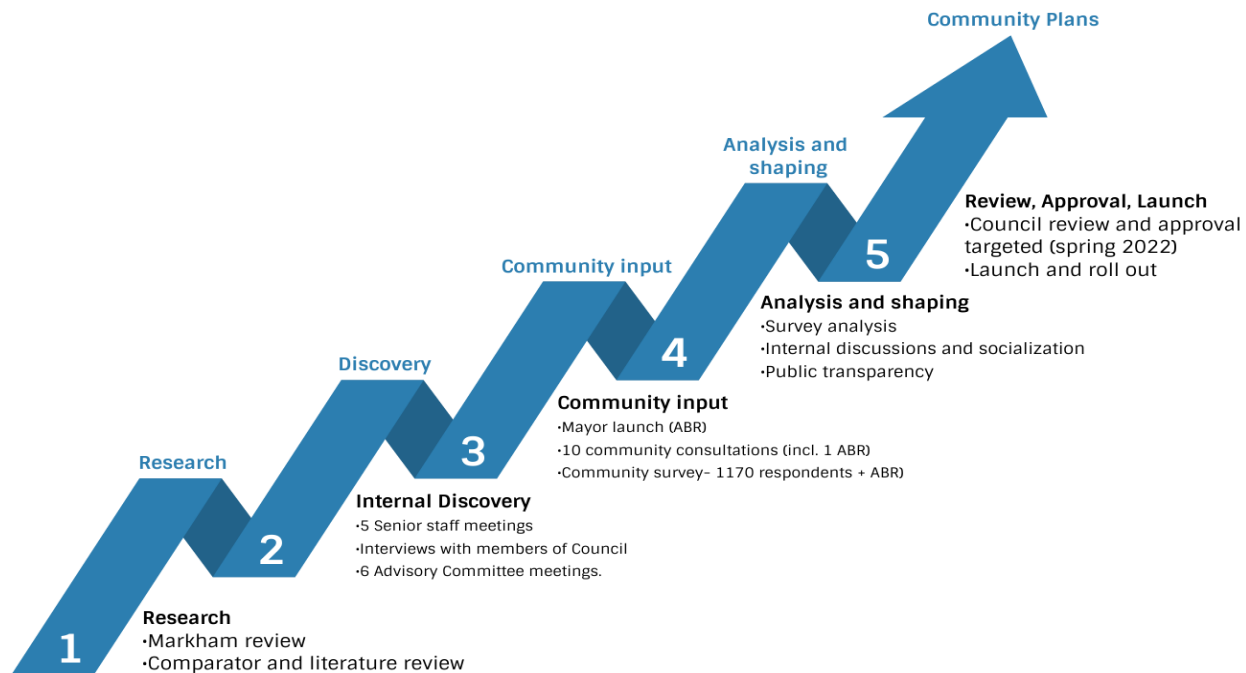 Community Plans
Analysis and
shaping
Review, Approval, Launch
•Council review and approval
targeted (spring 2022)
•Launch and roll out
5
Community input
Analysis and shaping
•Survey analysis
•Internal discussions and socialization
•Public transparency
4
Discovery
Community input
•Mayor launch (ABR)
•10 community consultations (incl. 1 ABR)
•Community survey– 1170 respondents + ABR)
3
Research
Internal Discovery
•5 Senior staff meetings
•Interviews with members of Council
•6 Advisory Committee meetings.
2
Research
•Markham review
•Comparator and literature review
1